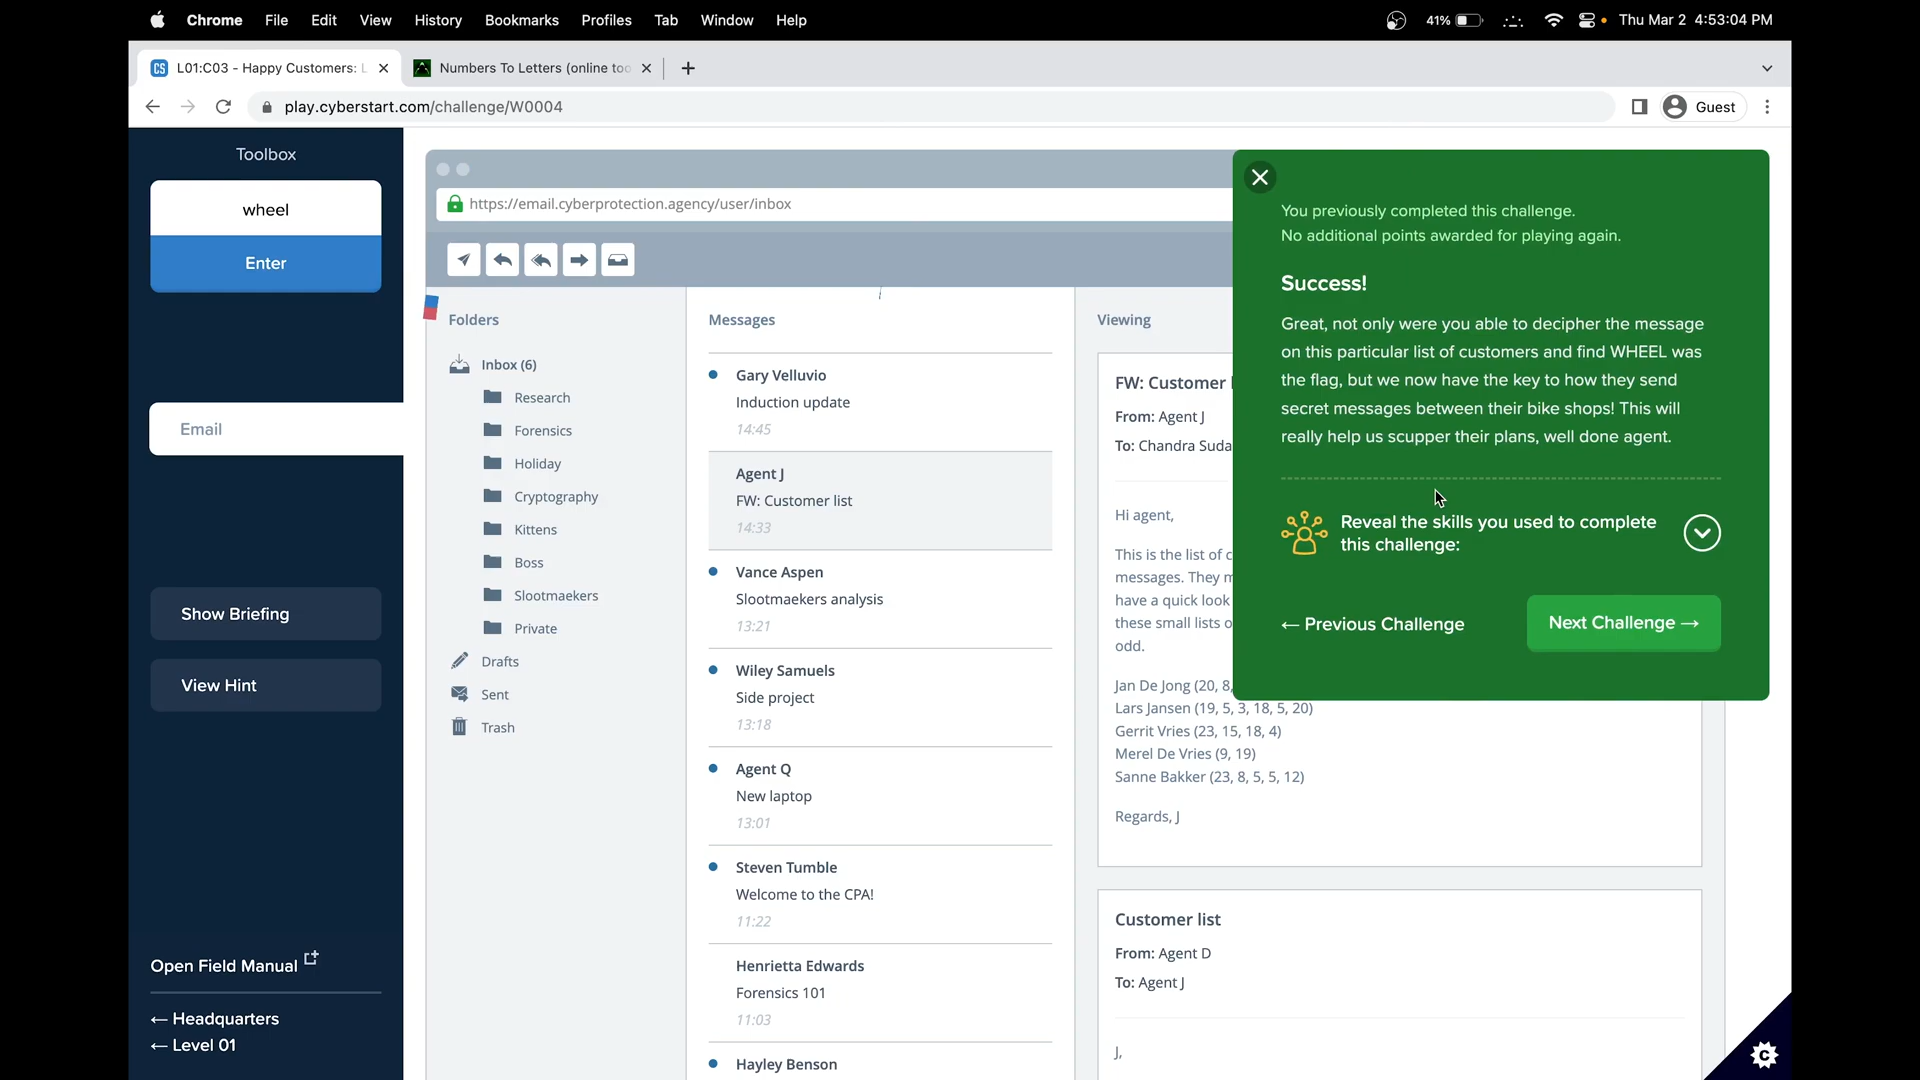 Chrome File Edit View History Bookmarks Profiles Tab Window Help 41% Thu Mar 2 4:53:04 PM
CS L01:C03 - Happy Customers: Numbers To Letters (online too
play.cyberstart.com/challenge/W0004 Guest
Toolbox
wheel
Enter
Email
Show Briefing
View Hint
Open Field Manual
← Headquarters
← Level 01
https://email.cyberprotection.agency/user/inbox
Folders
Inbox (6)
Research
Forensics
Holiday
Cryptography
Kittens
Boss
Slootmaekers
Private
Drafts
Sent
Trash
Messages
Gary Velluvio
Induction update
14:45
Agent J
FW: Customer list
14:33
Vance Aspen
Slootmaekers analysis
13:21
Wiley Samuels
Side project
13:18
Agent Q
New laptop
13:01
Steven Tumble
Welcome to the CPA!
11:22
Henrietta Edwards
Forensics 101
11:03
Hayley Benson
Viewing
FW: Customer
From: Agent J
To: Chandra Suda
Hi agent,
This is the list of c
messages. They
have a quick look
these small lists o
odd.
Jan De Jong (20, 8,
Lars Jansen (19, 5, 3, 18, 5, 20)
Gerrit Vries (23, 15, 18, 4)
Merel De Vries (9, 19)
Sanne Bakker (23, 8, 5, 5, 12)
Regards, J
Customer list
From: Agent D
To: Agent J
J,
You previously completed this challenge.
No additional points awarded for playing again.
Success!
Great, not only were you able to decipher the message
on this particular list of customers and find WHEEL was
the flag, but we now have the key to how they send
secret messages between their bike shops! This will
really help us scupper their plans, well done agent.
Reveal the skills you used to complete
this challenge:
← Previous Challenge
Next Challenge →
C